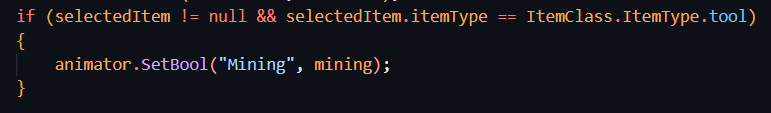 if (selectedItem != null && selectedItem.itemType == ItemClass.ItemType.tool)
{
animator.SetBool("Mining", mining);
}